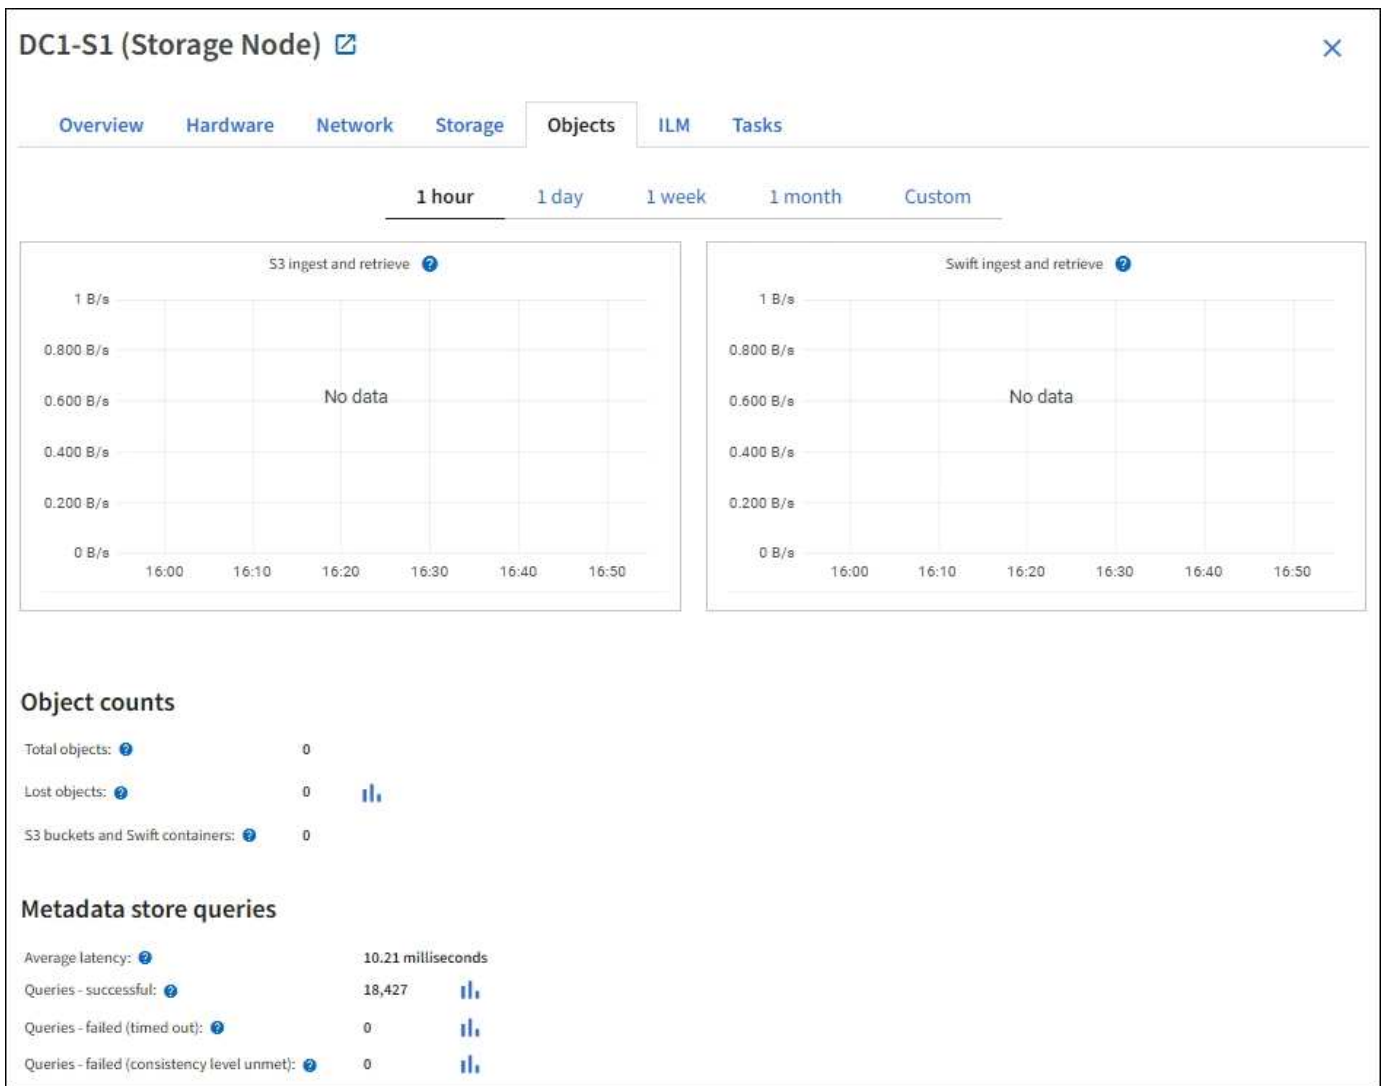 DC1-S1 (Storage Node)
Overview Hardware Network Storage Objects ILM Tasks
1 hour 1 day 1 week 1 month Custom
S3 ingest and retrieve
1 B/s
0.800 B/s
0.600 B/s
0.400 B/s
0.200 B/s
0 B/s
No data
16:00 16:10 16:20 16:30 16:40 16:50
Swift ingest and retrieve
1 B/s
0.800 B/s
0.600 B/s
0.400 B/s
0.200 B/s
0 B/s
No data
16:00 16:10 16:20 16:30 16:40 16:50
Object counts
Total objects: 0
Lost objects: 0
S3 buckets and Swift containers: 0
Metadata store queries
Average latency: 10.21 milliseconds
Queries - successful: 18,427
Queries - failed (timed out): 0
Queries - failed (consistency level unmet): 0